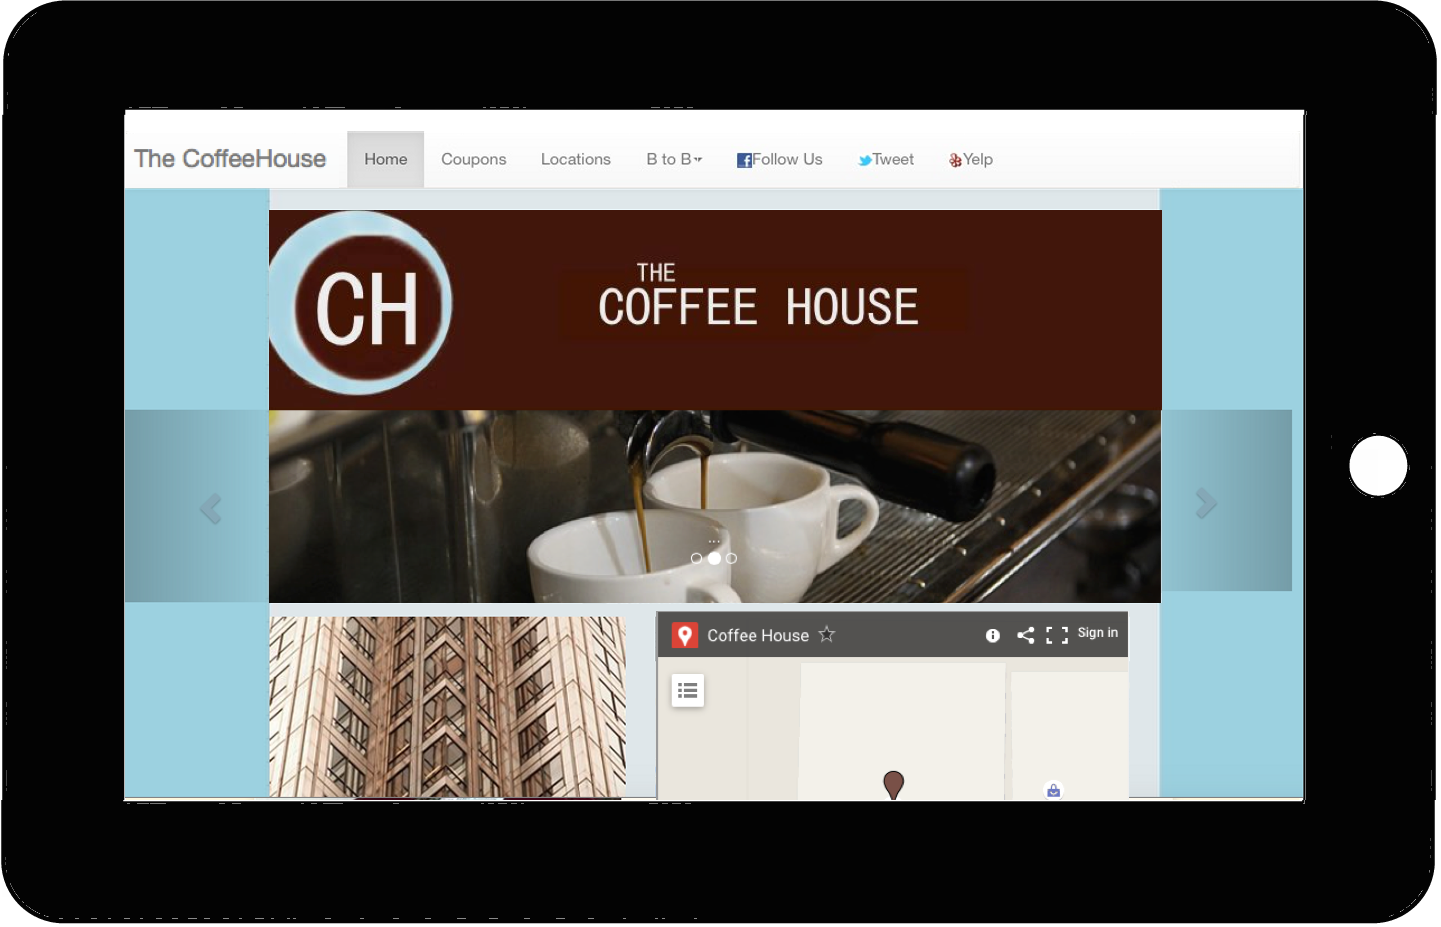 The CoffeeHouse Home Coupons Locations B to B Follow Us Tweet Yelp
CH
THE
COFFEE HOUSE
...
Coffee House Sign in